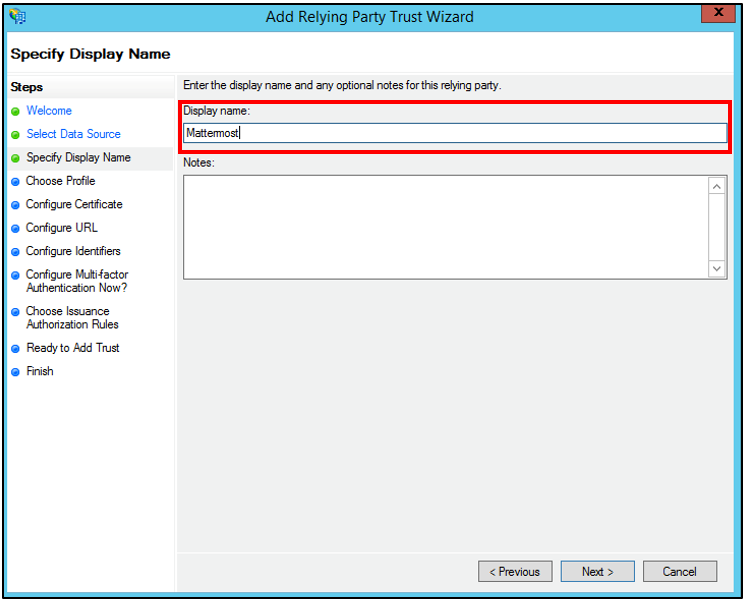 Add Relying Party Trust Wizard
x
Specify Display Name
Steps
Welcome
Select Data Source
Specify Display Name
Choose Profile
Configure Certificate
Configure URL
Configure Identifiers
Configure Multi-factor
Authentication Now?
Choose Issuance
Authorization Rules
Ready to Add Trust
Finish
Enter the display name and any optional notes for this relying party.
Display name:
Mattermost
Notes:
< Previous
Next >
Cancel